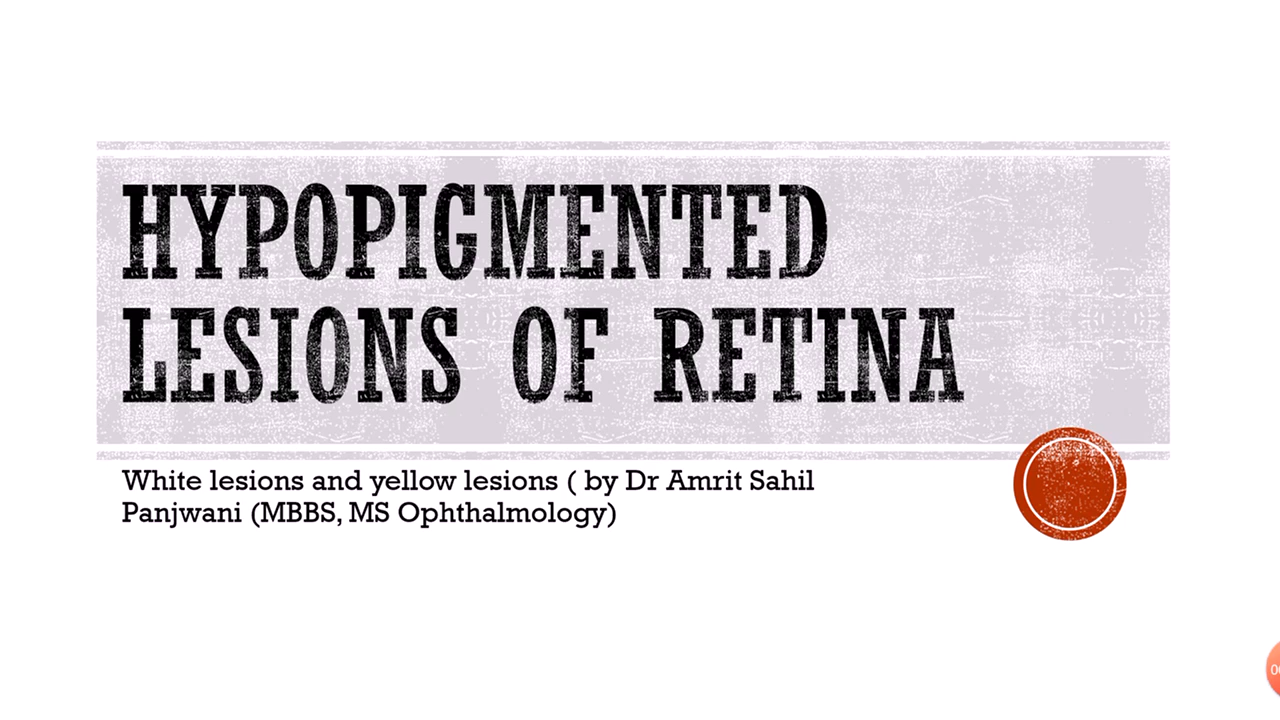 HYPOPIGMENTED
LESIONS OF RETINA
White lesions and yellow lesions ( by Dr Amrit Sahil
Panjwani (MBBS, MS Ophthalmology)